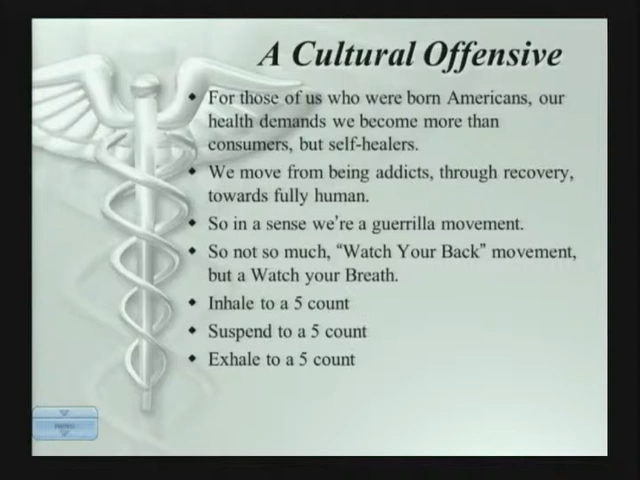 A Cultural Offensive
◆ For those of us who were born Americans, our
health demands we become more than
consumers, but self-healers.
◆ We move from being addicts, through recovery,
towards fully human.
◆ So in a sense we're a guerrilla movement.
◆ So not so much, “Watch Your Back” movement,
but a Watch your Breath.
◆ Inhale to a 5 count
◆ Suspend to a 5 count
◆ Exhale to a 5 count